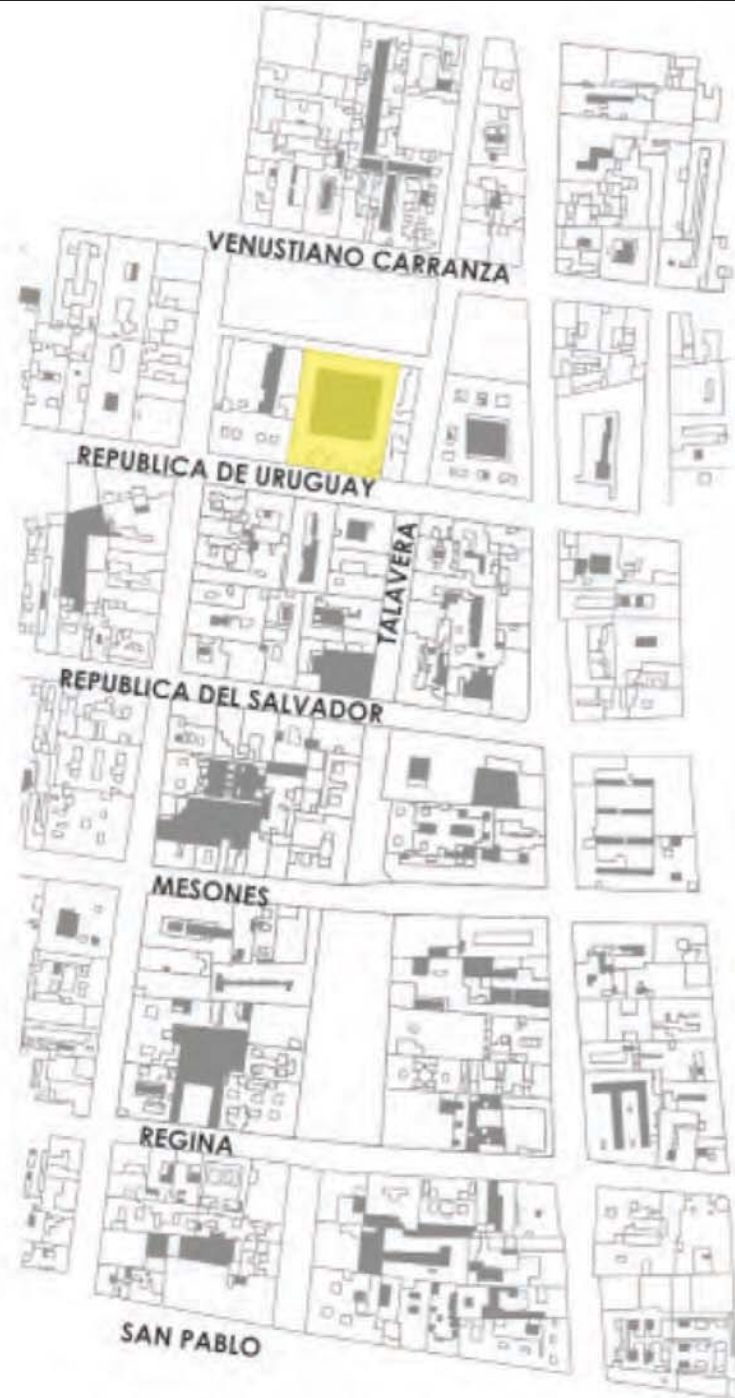 VENUSTIANO CARRANZA
REPUBLICA DE URUGUAY
TALAVERA
REPUBLICA DEL SALVADOR
MESONES
REGINA
SAN PABLO